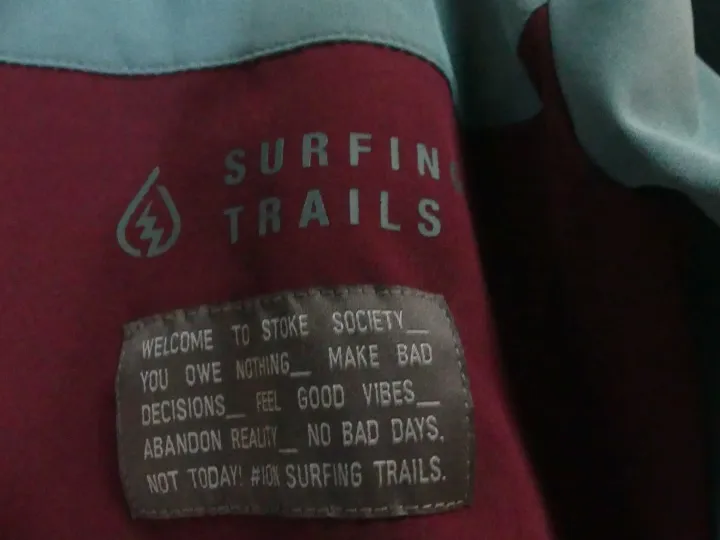 SURFING
TRAILS
WELCOME TO STOKE SOCIETY_
YOU OWE NOTHING_ MAKE BAD
DECISIONS_ FEEL GOOD VIBES_
ABANDON REALITY_ NO BAD DAYS.
NOT TODAY! SURFING TRAILS.